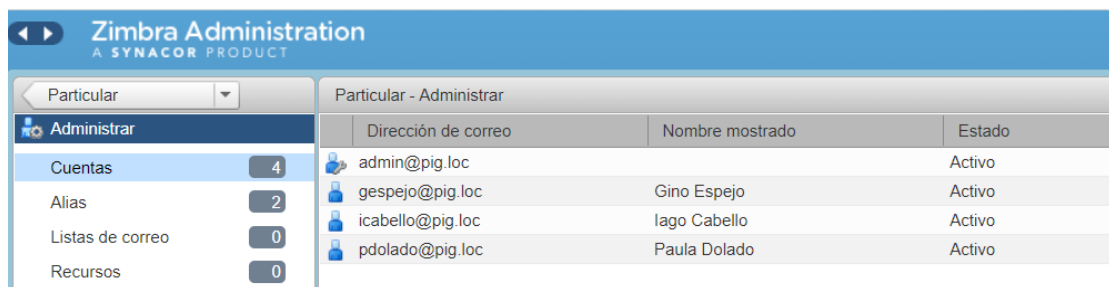 Zimbra Administration
A SYNACOR PRODUCT
Particular
Particular - Administrar
Administrar
Cuentas 4
Alias 2
Listas de correo 0
Recursos 0
Dirección de correo Nombre mostrado Estado
admin@pig.loc Activo
gespejo@pig.loc Gino Espejo Activo
icabello@pig.loc Iago Cabello Activo
pdolado@pig.loc Paula Dolado Activo